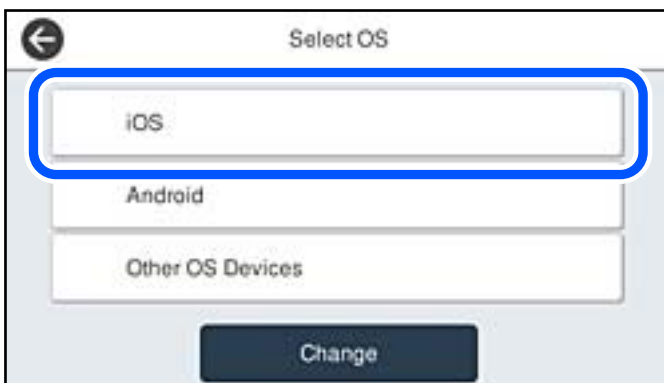 Select OS
iOS
Android
Other OS Devices
Change